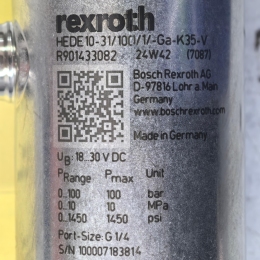 rexroth
HEDE10-31/100/1/-Ga-K35-V
R901433082 24W42 (7087)
Bosch Rexroth AG
D-97816 Lohr a Main
Germany
www.boschrexroth.com
Made in Germany
UB: 18...30 V DC
PRange Pmax Unit
0...100 100 bar
0...10 10 MPa
0...1450 1450 psi
Port-Size: G 1/4
S/N 100007183814